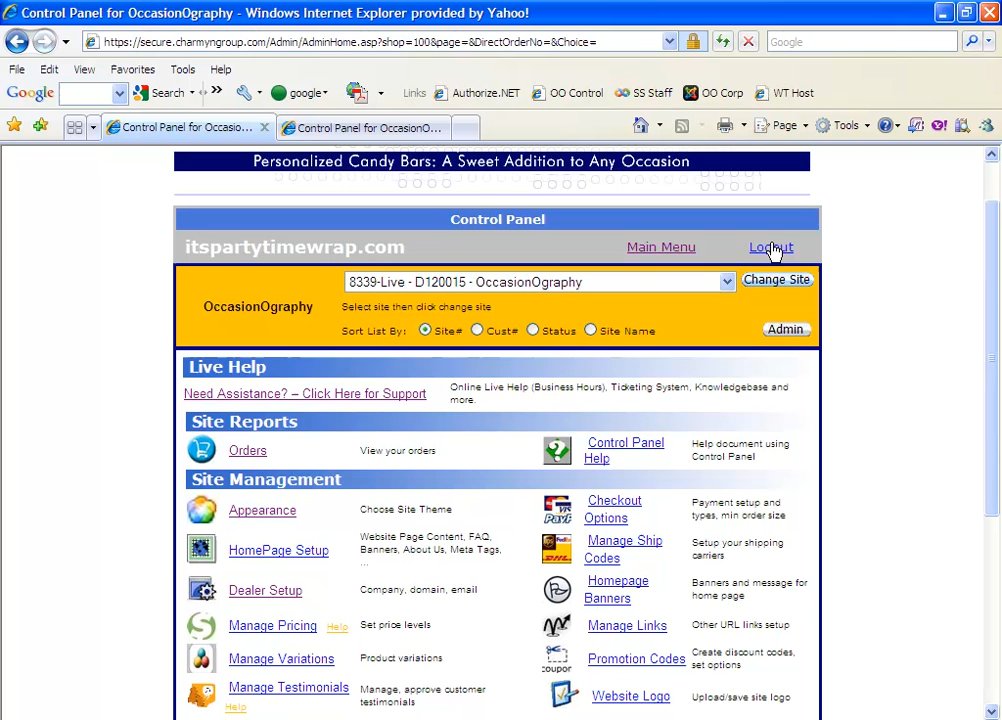 Control Panel for OccasionOgraphy - Windows Internet Explorer provided by Yahoo!
https://secure.charmyngroup.com/Admin/AdminHome.asp?shop=100&page=&DirectOrderNo=&Choice=
Google
File Edit View Favorites Tools Help
Google Search google Links Authorize.NET OO Control SS Staff OO Corp WT Host
Control Panel for Occasio... Control Panel for OccasionO... Page Tools
Personalized Candy Bars: A Sweet Addition to Any Occasion
Control Panel
itspartytimewrap.com Main Menu Logout
8339-Live - D120015 - OccasionOgraphy Change Site
OccasionOgraphy Select site then click change site
Sort List By: Site# Cust# Status Site Name Admin
Live Help
Need Assistance? – Click Here for Support
Online Live Help (Business Hours), Ticketing System, Knowledgebase and
more.
Site Reports
Orders View your orders
Control Panel
Help
Help document using
Control Panel
Site Management
Appearance Choose Site Theme
Checkout
Options
Payment setup and
types, min order size
HomePage Setup
Website Page Content, FAQ,
Banners, About Us, Meta Tags,
...
Manage Ship
Codes
Setup your shipping
carriers
Dealer Setup Company, domain, email
Homepage
Banners
Banners and message for
home page
Manage Pricing Help Set price levels
Manage Links Other URL links setup
Manage Variations Product variations
coupon
Promotion Codes
Create discount codes,
set options
Manage Testimonials
Help
Manage, approve customer
testimonials
Website Logo Upload/save site logo